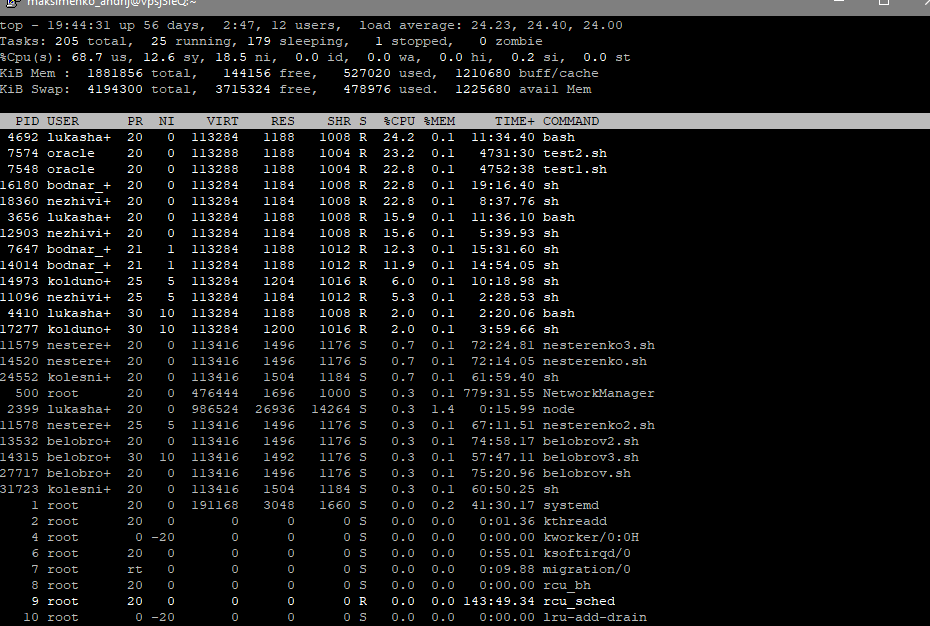 maksimenko_andrij@vpsj3IeQ:~
top - 19:44:31 up 56 days,  2:47, 12 users,  load average: 24.23, 24.40, 24.00
Tasks: 205 total,  25 running, 179 sleeping,   1 stopped,   0 zombie
%Cpu(s): 68.7 us, 12.6 sy, 18.5 ni,  0.0 id,  0.0 wa,  0.0 hi,  0.2 si,  0.0 st
KiB Mem :  1881856 total,   144156 free,   527020 used,  1210680 buff/cache
KiB Swap:  4194300 total,  3715324 free,   478976 used.  1225680 avail Mem
PID USER PR NI VIRT RES SHR S %CPU %MEM TIME+ COMMAND
4692 lukasha+ 20 0 113284 1188 1008 R 24.2 0.1 11:34.40 bash
7574 oracle 20 0 113288 1188 1004 R 23.2 0.1 4731:30 test2.sh
7548 oracle 20 0 113288 1188 1004 R 22.8 0.1 4752:38 test1.sh
16180 bodnar_+ 20 0 113284 1184 1008 R 22.8 0.1 19:16.40 sh
18360 nezhivi+ 20 0 113284 1184 1008 R 22.8 0.1 8:37.76 sh
3656 lukasha+ 20 0 113284 1188 1008 R 15.9 0.1 11:36.10 bash
12903 nezhivi+ 20 0 113284 1184 1008 R 15.6 0.1 5:39.93 sh
7647 bodnar_+ 21 1 113284 1188 1012 R 12.3 0.1 15:31.60 sh
14014 bodnar_+ 21 1 113284 1188 1012 R 11.9 0.1 14:54.05 sh
14973 kolduno+ 25 5 113284 1204 1016 R 6.0 0.1 10:18.98 sh
11096 nezhivi+ 25 5 113284 1184 1012 R 5.3 0.1 2:28.53 sh
4410 lukasha+ 30 10 113284 1188 1008 R 2.0 0.1 2:20.06 bash
17277 kolduno+ 30 10 113284 1200 1016 R 2.0 0.1 3:59.66 sh
11579 nestere+ 20 0 113416 1496 1176 S 0.7 0.1 72:24.81 nesterenko3.sh
14520 nestere+ 20 0 113416 1496 1176 S 0.7 0.1 72:14.05 nesterenko.sh
24552 kolesni+ 20 0 113416 1504 1184 S 0.7 0.1 61:59.40 sh
500 root 20 0 476444 1696 1000 S 0.3 0.1 779:31.55 NetworkManager
2399 lukasha+ 20 0 986524 26936 14264 S 0.3 1.4 0:15.99 node
11578 nestere+ 25 5 113416 1496 1176 S 0.3 0.1 67:11.51 nesterenko2.sh
13532 belobro+ 20 0 113416 1496 1176 S 0.3 0.1 74:58.17 belobrov2.sh
14315 belobro+ 30 10 113416 1492 1176 S 0.3 0.1 57:47.11 belobrov3.sh
27717 belobro+ 20 0 113416 1496 1176 S 0.3 0.1 75:20.96 belobrov.sh
31723 kolesni+ 20 0 113416 1504 1184 S 0.3 0.1 60:50.25 sh
1 root 20 0 191168 3048 1660 S 0.0 0.2 41:30.17 systemd
2 root 20 0 0 0 0 S 0.0 0.0 0:01.36 kthreadd
4 root 0 -20 0 0 0 S 0.0 0.0 0:00.00 kworker/0:0H
6 root 20 0 0 0 0 S 0.0 0.0 0:55.01 ksoftirqd/0
7 root rt 0 0 0 0 S 0.0 0.0 0:09.88 migration/0
8 root 20 0 0 0 0 S 0.0 0.0 0:00.00 rcu_bh
9 root 20 0 0 0 0 R 0.0 0.0 143:49.34 rcu_sched
10 root 0 -20 0 0 0 S 0.0 0.0 0:00.00 lru-add-drain